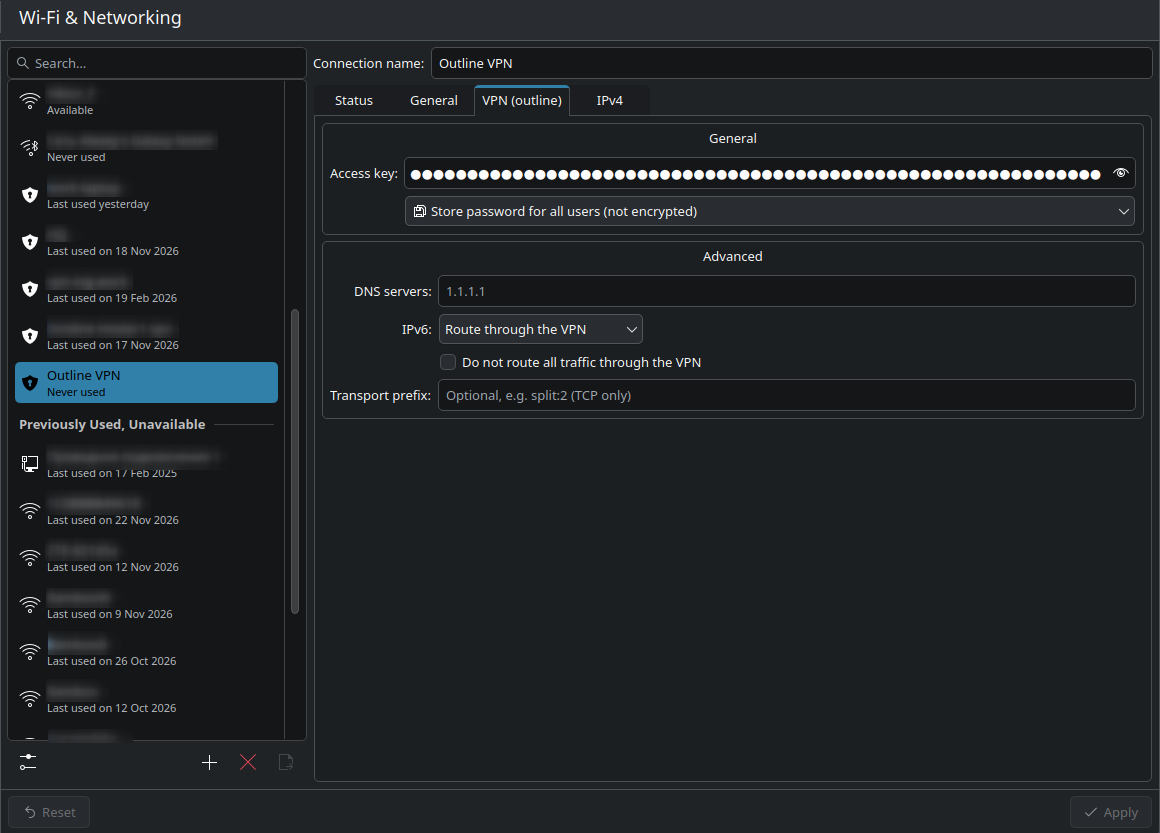 Wi-Fi & Networking
Search...
Available
Never used
Last used yesterday
Last used on 18 Nov 2026
Last used on 19 Feb 2026
Last used on 17 Nov 2026
Outline VPN
Never used
Previously Used, Unavailable
Last used on 17 Feb 2025
Last used on 22 Nov 2026
Last used on 12 Nov 2026
Last used on 9 Nov 2026
Last used on 26 Oct 2026
Last used on 12 Oct 2026
Connection name: Outline VPN
Status General VPN (outline) IPv4
General
Access key:
Store password for all users (not encrypted)
Advanced
DNS servers: 1.1.1.1
IPv6: Route through the VPN
Do not route all traffic through the VPN
Transport prefix: Optional, e.g. split:2 (TCP only)
Reset
Apply